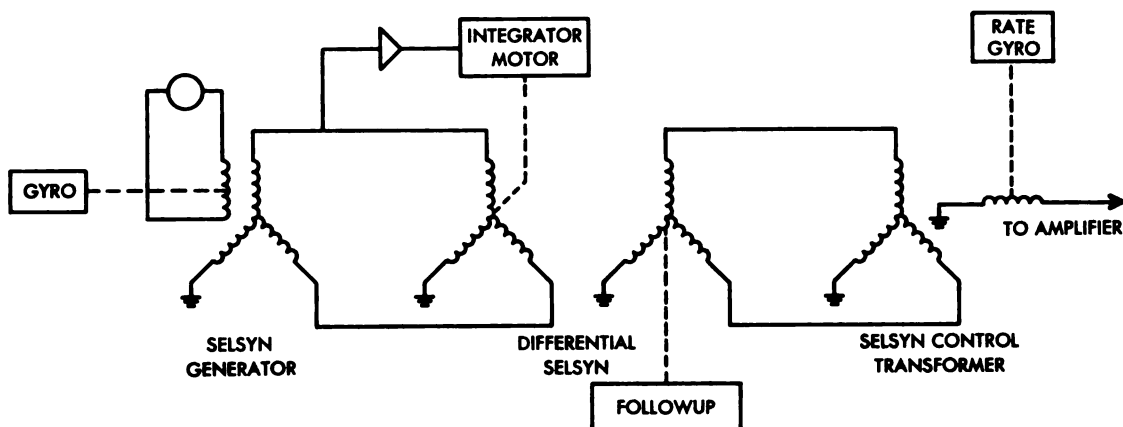 INTEGRATOR
MOTOR
RATE
GYRO
GYRO
TO AMPLIFIER
SELSYN
GENERATOR
DIFFERENTIAL
SELSYN
SELSYN CONTROL
TRANSFORMER
FOLLOWUP